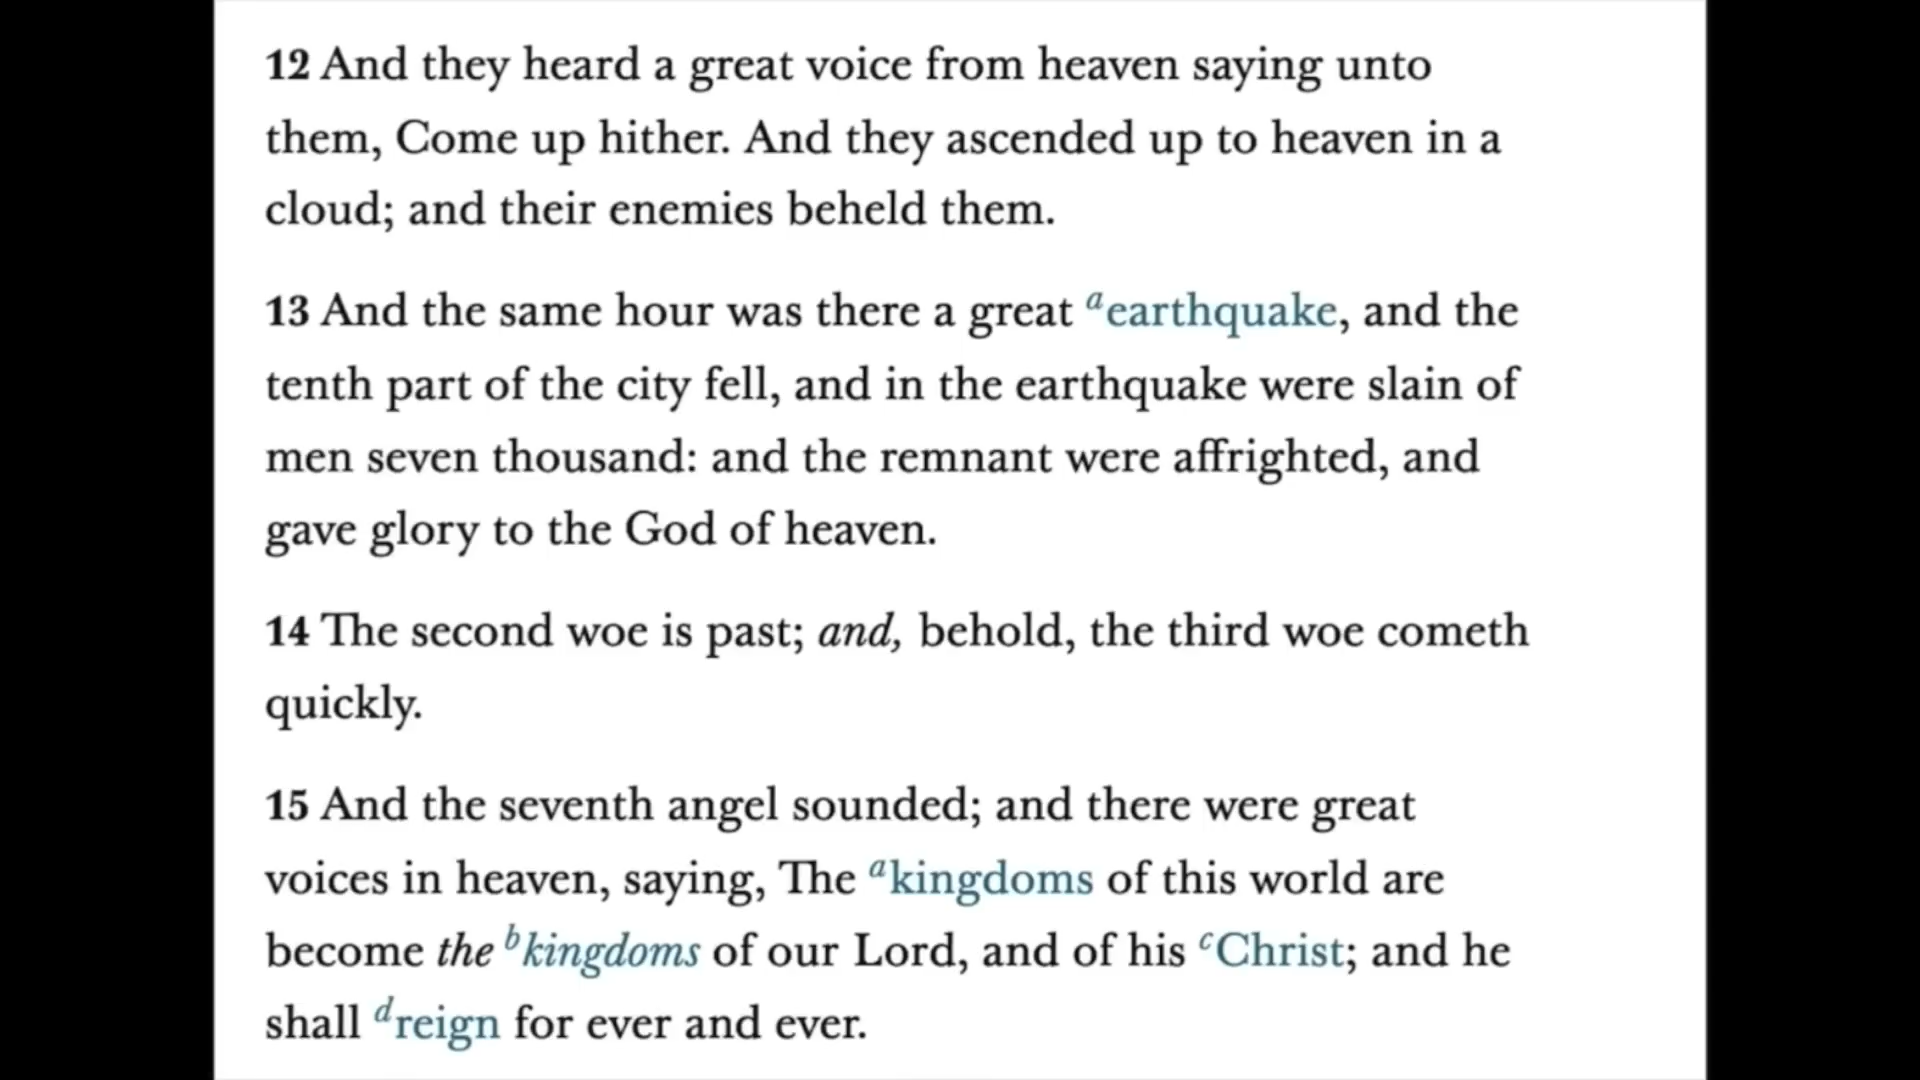 12 And they heard a great voice from heaven saying unto
them, Come up hither. And they ascended up to heaven in a
cloud; and their enemies beheld them.
13 And the same hour was there a great a earthquake, and the
tenth part of the city fell, and in the earthquake were slain of
men seven thousand: and the remnant were affrighted, and
gave glory to the God of heaven.
14 The second woe is past; and, behold, the third woe cometh
quickly.
15 And the seventh angel sounded; and there were great
voices in heaven, saying, The a kingdoms of this world are
become the b kingdoms of our Lord, and of his c Christ; and he
shall d reign for ever and ever.